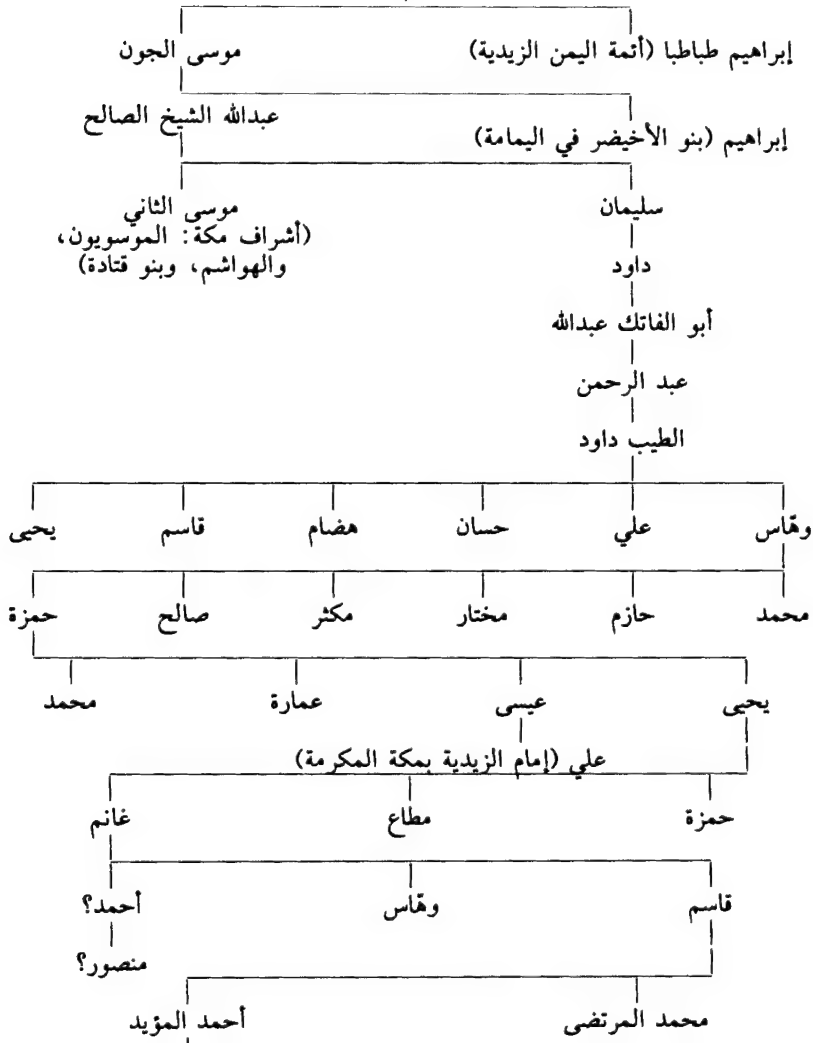 إبراهيم طباطبا (أئمة اليمن الزيدية) موسى الجون
عبدالله الشيخ الصالح
إبراهيم (بنو الأخيضر في اليمامة)
سليمان موسى الثاني
(أشراف مكة: الموسويون،
والهواشم، وبنو قتادة)
داود
أبو الفاتك عبدالله
عبد الرحمن
الطيب داود
وهّاس علي حسان هضام قاسم يحيى
محمد حازم مختار مكثر صالح حمزة
يحيى عيسى عمارة محمد
علي (إمام الزيدية بمكة المكرمة)
حمزة مطاع غانم
قاسم وهّاس أحمد؟
منصور؟
محمد المرتضى أحمد المؤيد